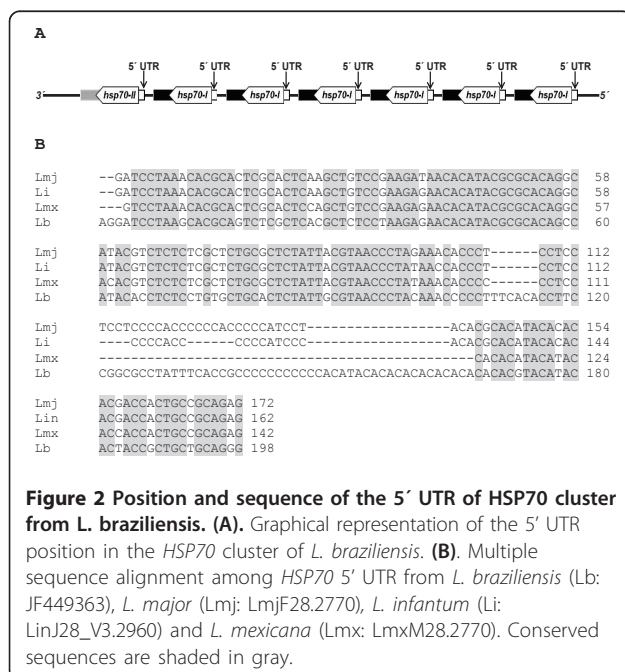 A
5´ UTR 5´ UTR 5´ UTR 5´ UTR 5´ UTR 5´ UTR 5´ UTR
3´ hsp70-II hsp70-I hsp70-I hsp70-I hsp70-I hsp70-I hsp70-I 5´
B
Lmj --GATCCTAAACACGCACTCGCACTCAAGCTGTCCGAAGATAACACATACGCGCACAGGC 58
Li --GATCCTAAACACGCACTCGCACTCAAGCTGTCCGAAGAGAACACATACGCGCACAGGC 58
Lmx ---GTCCTAAACACGCACTCGCACTCCAGCTGTCCGAAGAGAACACATACGCGCACAGGC 57
Lb AGGATCCTAAGCACGCAGTCTCGCTCACGCTCTCCTAAGAGAACACATACGCGCACAGCC 60
Lmj ATACGTCTCTCTCGCTCTGCGCTCTATTACGTAACCCTAGAAACACCCT------CCTCC 112
Li ATACGTCTCTCTCGCTCTGCGCTCTATTACGTAACCCTATAACCACCCT------CCTCC 112
Lmx ACACGTCTCTCTCGCTCTGCGCTCTATTACGTAACCCTATAAACACCCC------CCTCC 111
Lb ATACACCTCTCCTGTGCTGCACTCTATTGCGTAACCCTACAAACCCCCTTTCACACCTTC 120
Lmj TCCTCCCCACCCCCCACCCCCATCCT------------------ACACGCACATACACAC 154
Li ----CCCCACC------CCCCATCCC------------------ACACGCACATACACAC 144
Lmx -----------------------------------------------CACACATACATAC 124
Lb CGGCGCCTATTTCACCGCCCCCCCCCCCACATACACACACACACACACACACGTACATAC 180
Lmj ACGACCACTGCCGCAGAG 172
Lin ACGACCACTGCCGCAGAG 162
Lmx ACCACCACTGCCGCAGAG 142
Lb ACTACCGCTGCTGCAGGG 198
Figure 2 Position and sequence of the 5´ UTR of HSP70 cluster
from L. braziliensis. (A). Graphical representation of the 5’ UTR
position in the HSP70 cluster of L. braziliensis. (B). Multiple
sequence alignment among HSP70 5’ UTR from L. braziliensis (Lb:
JF449363), L. major (Lmj: LmjF28.2770), L. infantum (Li:
LinJ28_V3.2960) and L. mexicana (Lmx: LmxM28.2770). Conserved
sequences are shaded in gray.